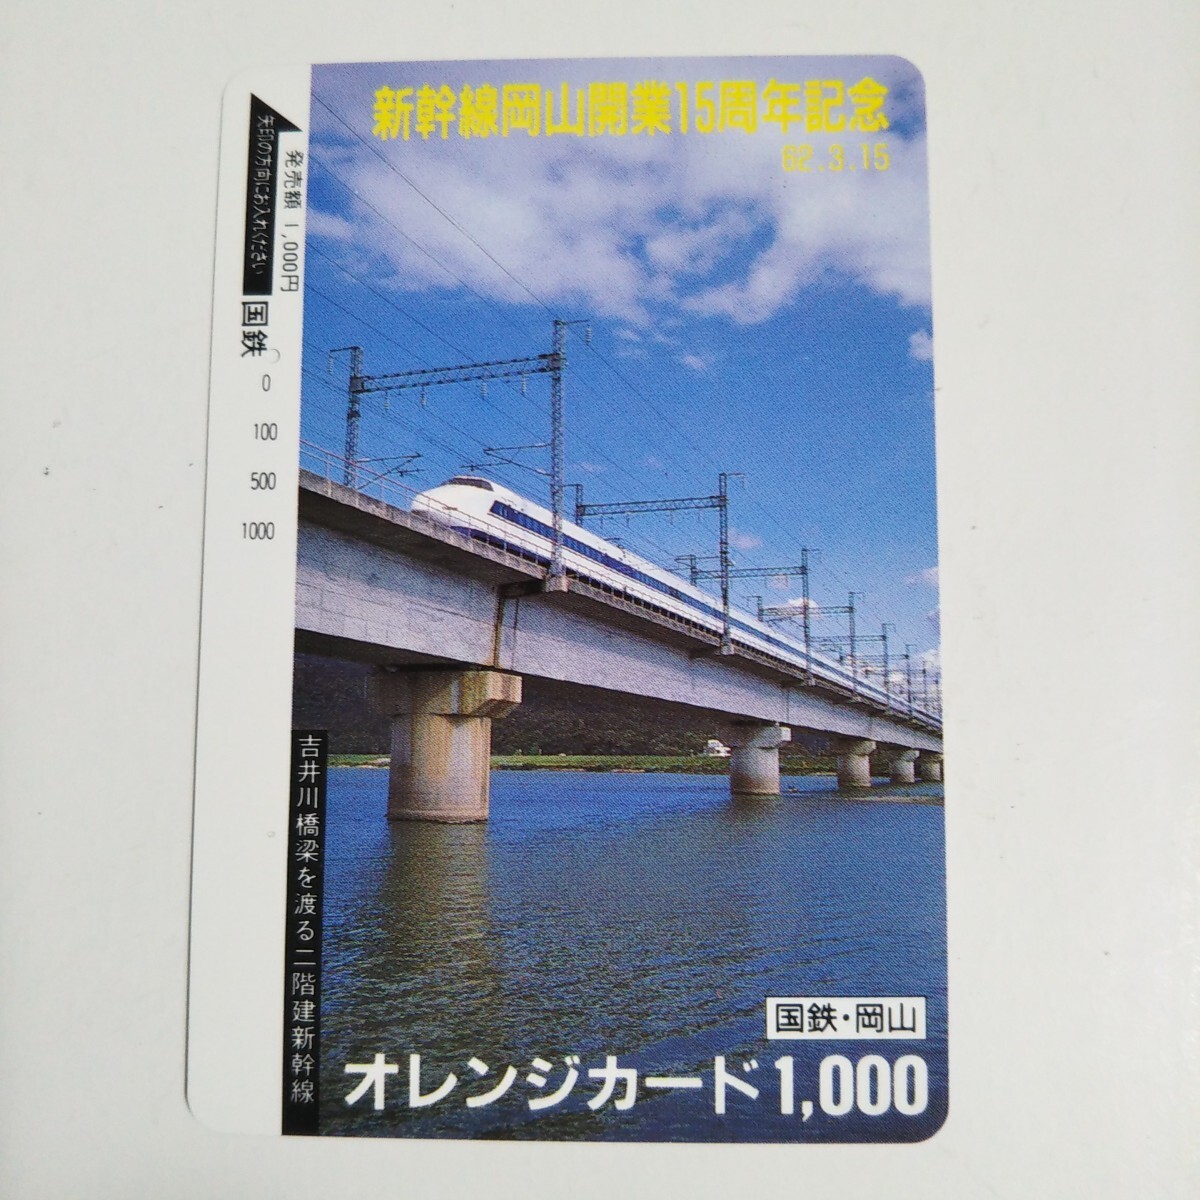 新幹線岡山開業15周年記念
62.3.15
矢印の方向にお入れください
発売額 1,000円
国鉄
0
100
500
1000
吉井川橋梁を渡る二階建新幹線
国鉄・岡山
オレンジカード1,000